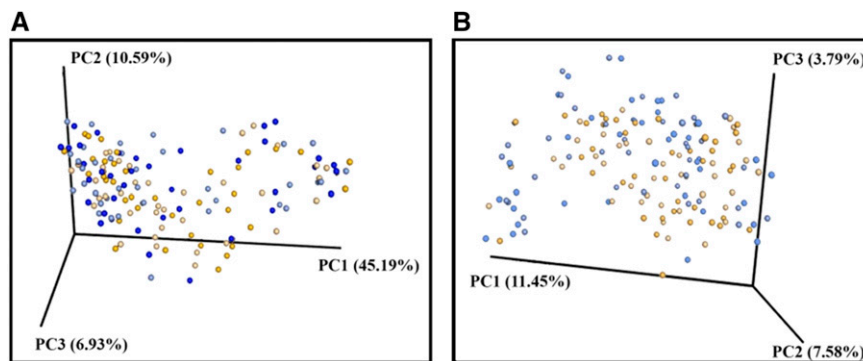 A
PC2 (10.59%)
PC1 (45.19%)
PC3 (6.93%)
B
PC3 (3.79%)
PC1 (11.45%)
PC2 (7.58%)